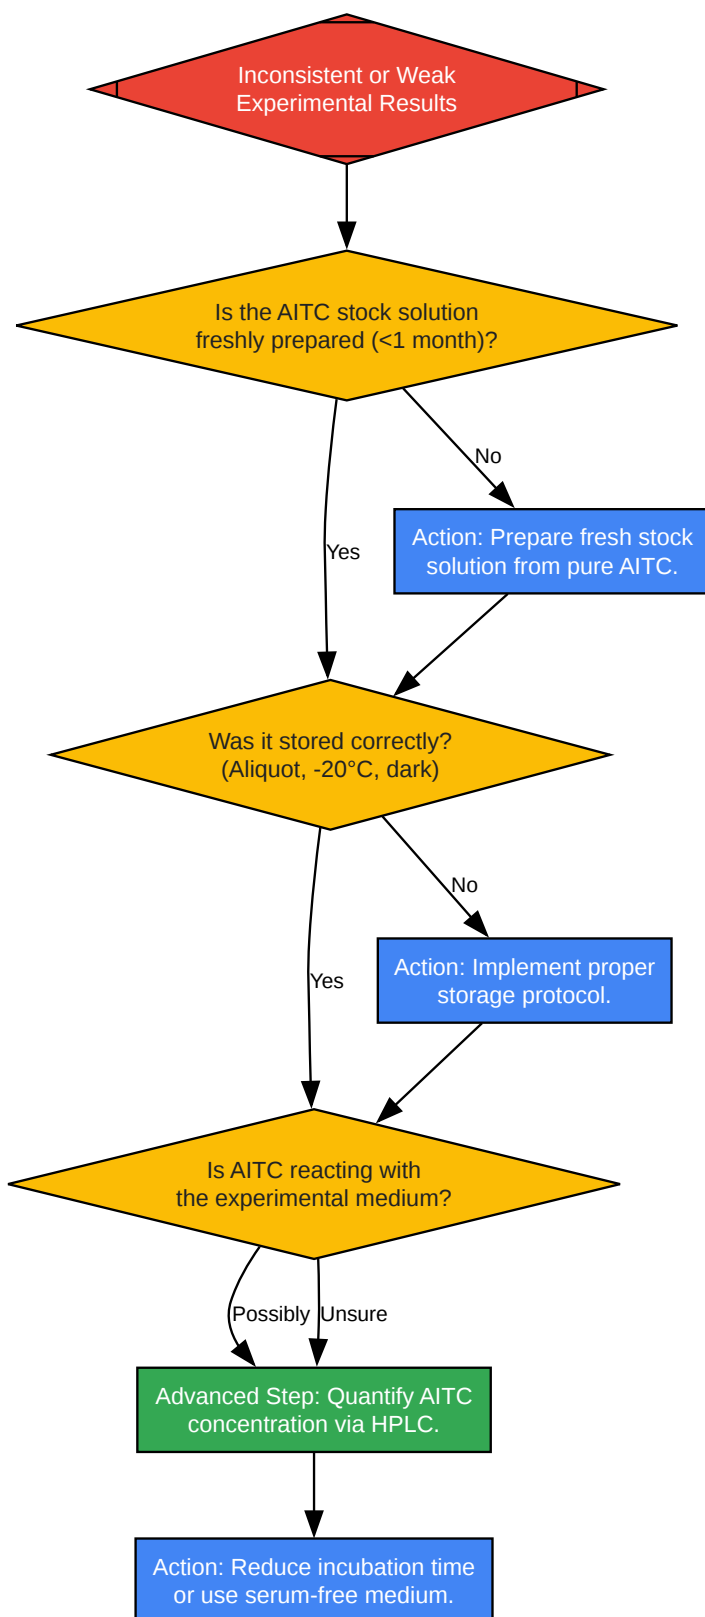 Inconsistent or Weak
Experimental Results
Is the AITC stock solution
freshly prepared (<1 month)?
No
Action: Prepare fresh stock
solution from pure AITC.
Yes
Was it stored correctly?
(Aliquot, -20°C, dark)
No
Action: Implement proper
storage protocol.
Yes
Is AITC reacting with
the experimental medium?
Possibly
Unsure
Advanced Step: Quantify AITC
concentration via HPLC.
Action: Reduce incubation time
or use serum-free medium.